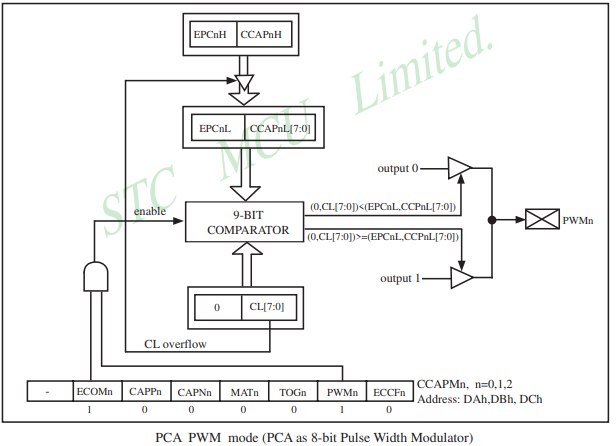 EPCnH CCAPnH
STC MCU Limited.
EPCnL CCAPnL[7:0]
output 0
enable
9-BIT
COMPARATOR
(0,CL[7:0])<(EPCnL,CCPnL[7:0])
PWMn
(0,CL[7:0])>=(EPCnL,CCPnL[7:0])
output 1
0 CL[7:0]
CL overflow
- ECOMn CAPPn CAPNn MATn TOGn PWMn ECCFn
CCAPMn, n=0,1,2
Address: DAh,DBh, DCh
1 0 0 0 0 1 0
PCA PWM mode (PCA as 8-bit Pulse Width Modulator)